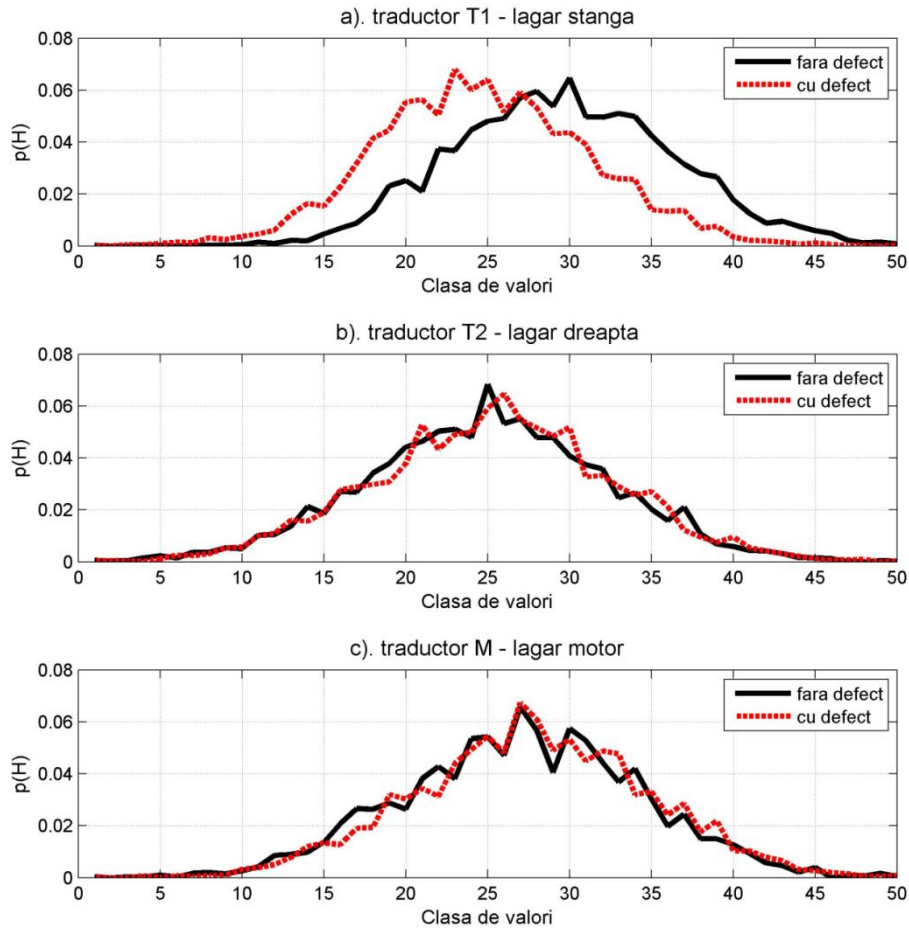 a). traductor T1 - lagar stanga
0.08
0.06
0.04
0.02
0
p(H)
fara defect
cu defect
0 5 10 15 20 25 30 35 40 45 50
Clasa de valori
b). traductor T2 - lagar dreapta
0.08
0.06
0.04
0.02
0
p(H)
fara defect
cu defect
0 5 10 15 20 25 30 35 40 45 50
Clasa de valori
c). traductor M - lagar motor
0.08
0.06
0.04
0.02
0
p(H)
fara defect
cu defect
0 5 10 15 20 25 30 35 40 45 50
Clasa de valori